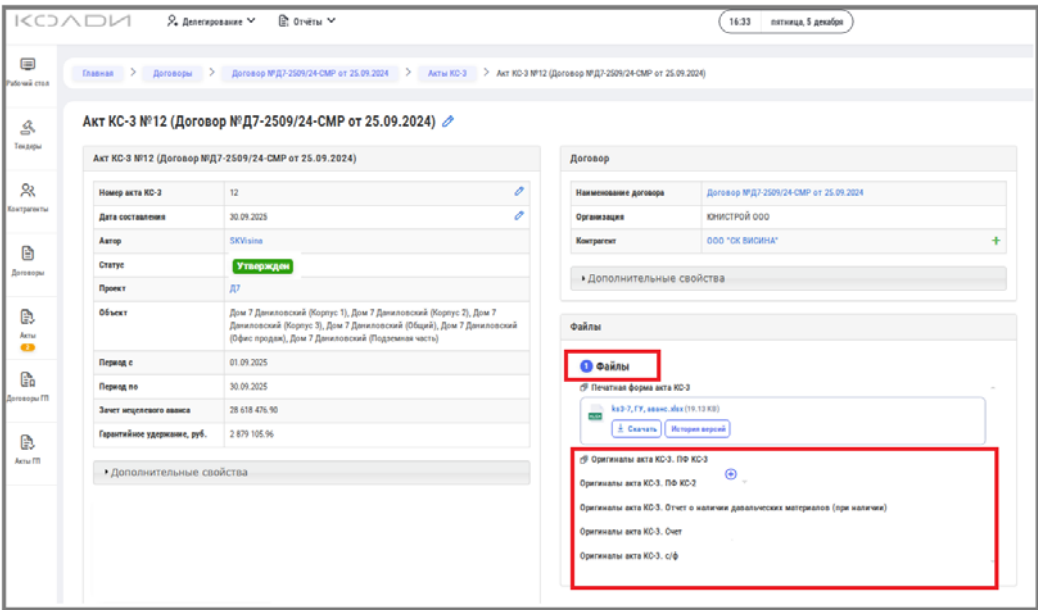 КОЛДИ
Делегирование
Отчёты
16:33 пятница, 5 декабря
Рабочий стол
Тендеры
Контрагенты
Договоры
Акты
2
Договоры ГП
Акты ГП
Главная > Договоры > Договор №Д7-2509/24-СМР от 25.09.2024 > Акты КС-3 > Акт КС-3 №12 (Договор №Д7-2509/24-СМР от 25.09.2024)
Акт КС-3 №12 (Договор №Д7-2509/24-СМР от 25.09.2024)
Акт КС-3 №12 (Договор №Д7-2509/24-СМР от 25.09.2024)
Номер акта КС-3 12
Дата составления 30.09.2025
Автор SKVisina
Статус Утвержден
Проект Д7
Объект Дом 7 Даниловский (Корпус 1), Дом 7 Даниловский (Корпус 2), Дом 7
Даниловский (Корпус 3), Дом 7 Даниловский (Общий), Дом 7 Даниловский
(Офис продаж), Дом 7 Даниловский (Подземная часть)
Период с 01.09.2025
Период по 30.09.2025
Зачет нецелевого аванса 28 618 476.90
Гарантийное удержание, руб. 2 879 105.96
Дополнительные свойства
Договор
Наименование договора Договор №Д7-2509/24-СМР от 25.09.2024
Организация ЮНИСТРОЙ ООО
Контрагент ООО "СК ВИСИНА"
Дополнительные свойства
Файлы
1 Файлы
Печатная форма акта КС-3
ks3-7, ГУ, аванс.xlsx (19.13 KB)
Скачать История версий
Оригиналы акта КС-3. ПФ КС-3
Оригиналы акта КС-3. ПФ КС-2
Оригиналы акта КС-3. Отчет о наличии давальческих материалов (при наличии)
Оригиналы акта КС-3. Счет
Оригиналы акта КС-3. с/ф